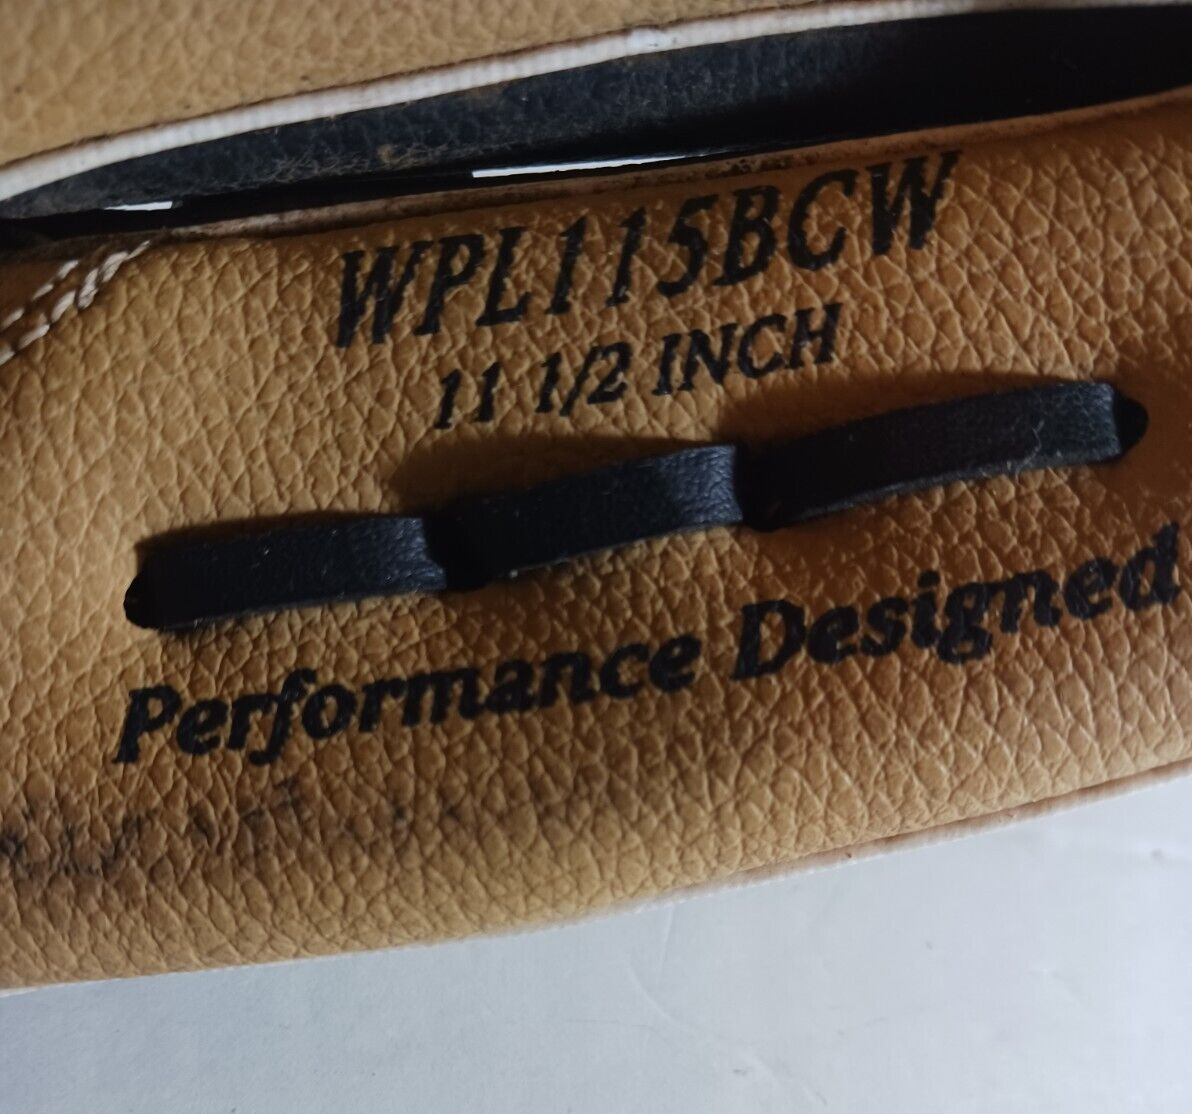 WPL115BCW
11 1/2 INCH
Performance Designed